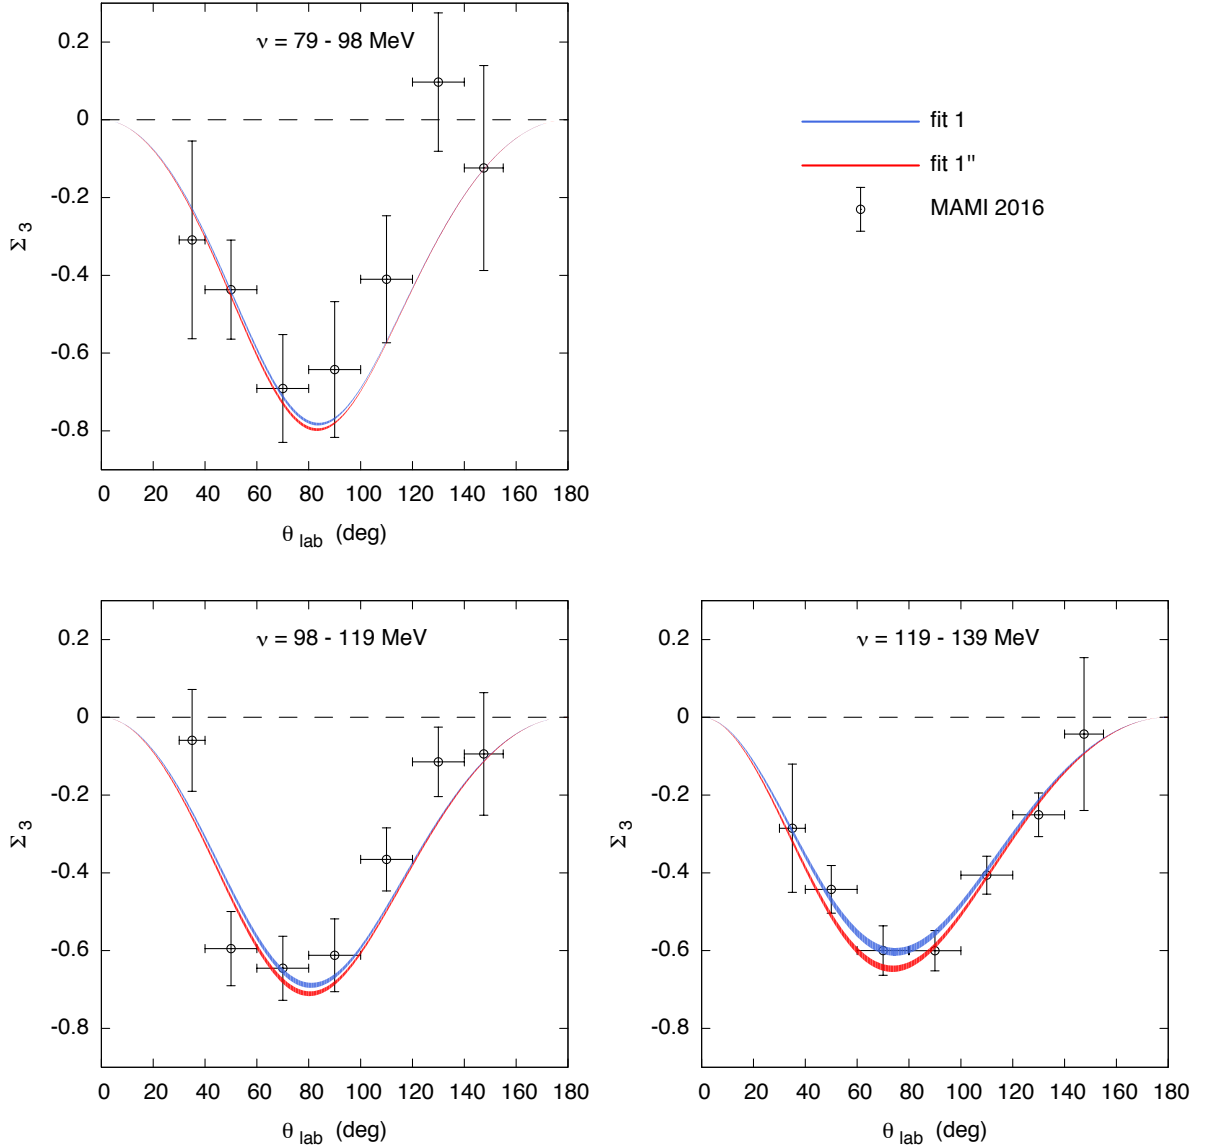 ν = 79 - 98 MeV
fit 1
fit 1"
MAMI 2016
0.2
0
-0.2
-0.4
-0.6
-0.8
Σ3
0 20 40 60 80 100 120 140 160 180
θ lab (deg)
ν = 98 - 119 MeV
0.2
0
-0.2
-0.4
-0.6
-0.8
Σ3
0 20 40 60 80 100 120 140 160 180
θ lab (deg)
ν = 119 - 139 MeV
0.2
0
-0.2
-0.4
-0.6
-0.8
Σ3
0 20 40 60 80 100 120 140 160 180
θ lab (deg)